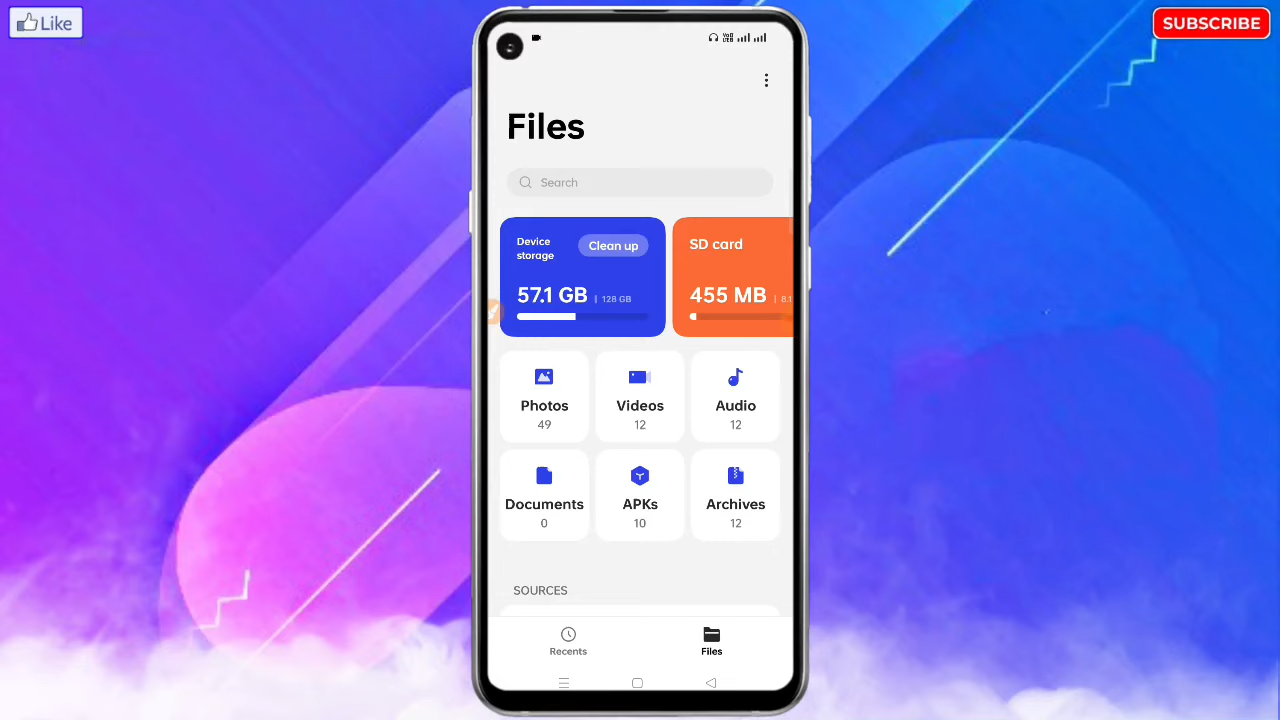 Like
SUBSCRIBE
Files
Search
Device storage
Clean up
57.1 GB | 128 GB
SD card
455 MB | 8.1
Photos
49
Videos
12
Audio
12
Documents
0
APKs
10
Archives
12
SOURCES
Recents
Files